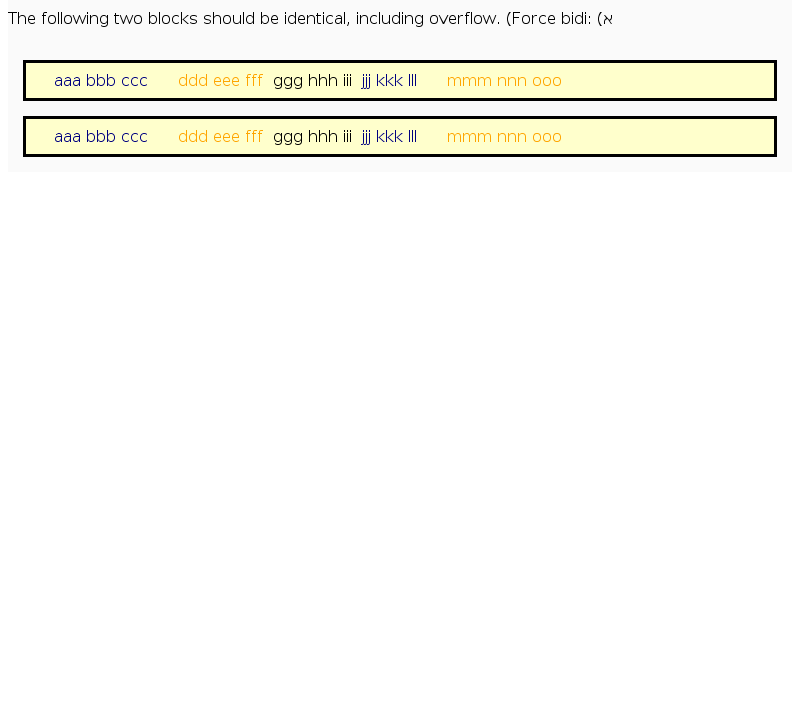 The following two blocks should be identical, including overflow. (Force bidi: (א
aaa bbb ccc ddd eee fff ggg hhh iii jjj kkk lll mmm nnn ooo
aaa bbb ccc ddd eee fff ggg hhh iii jjj kkk lll mmm nnn ooo